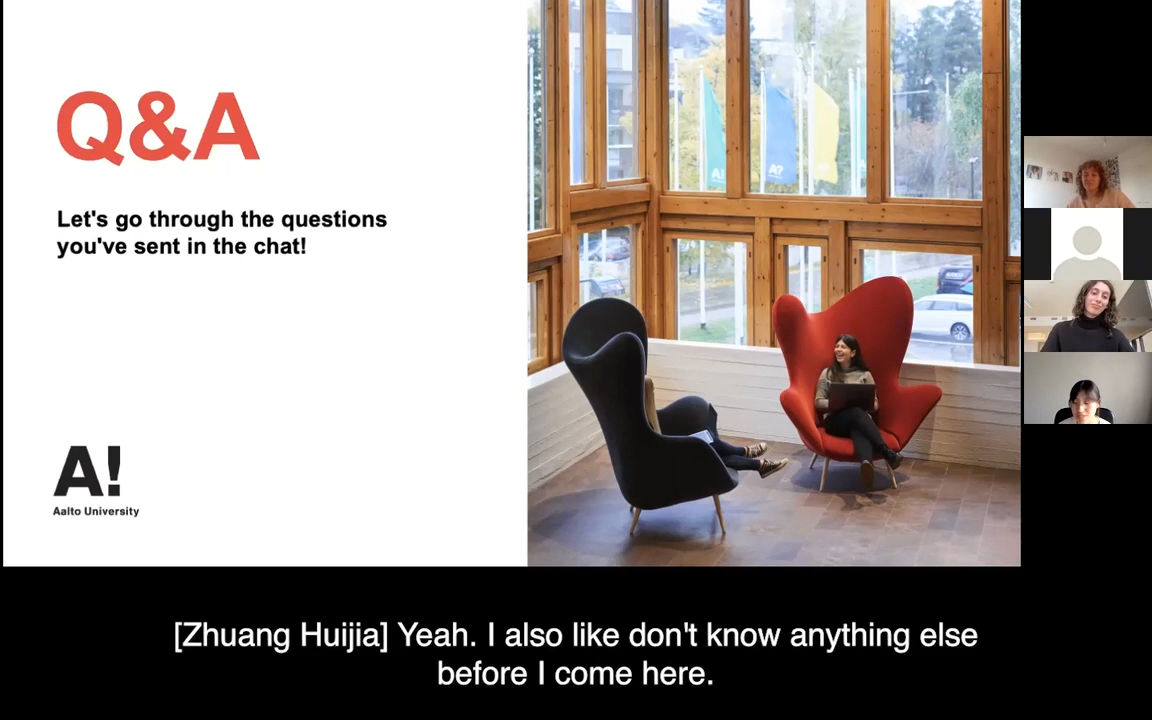 Q&A
Let's go through the questions
you've sent in the chat!
A!
Aalto University
A!
A?
[Zhuang Huijia] Yeah. I also like don't know anything else
before I come here.